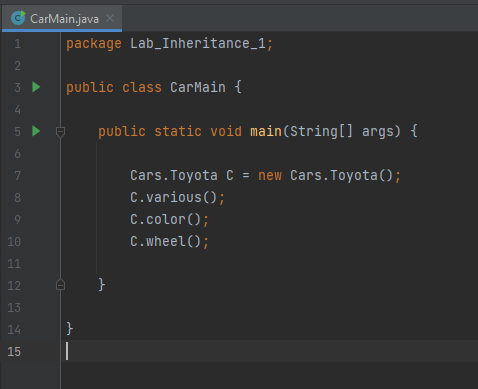 CarMain.java
1 package Lab_Inheritance_1;
2
3 public class CarMain {
4
5     public static void main(String[] args) {
6
7         Cars.Toyota C = new Cars.Toyota();
8         C.various();
9         C.color();
10         C.wheel();
11
12     }
13
14 }
15